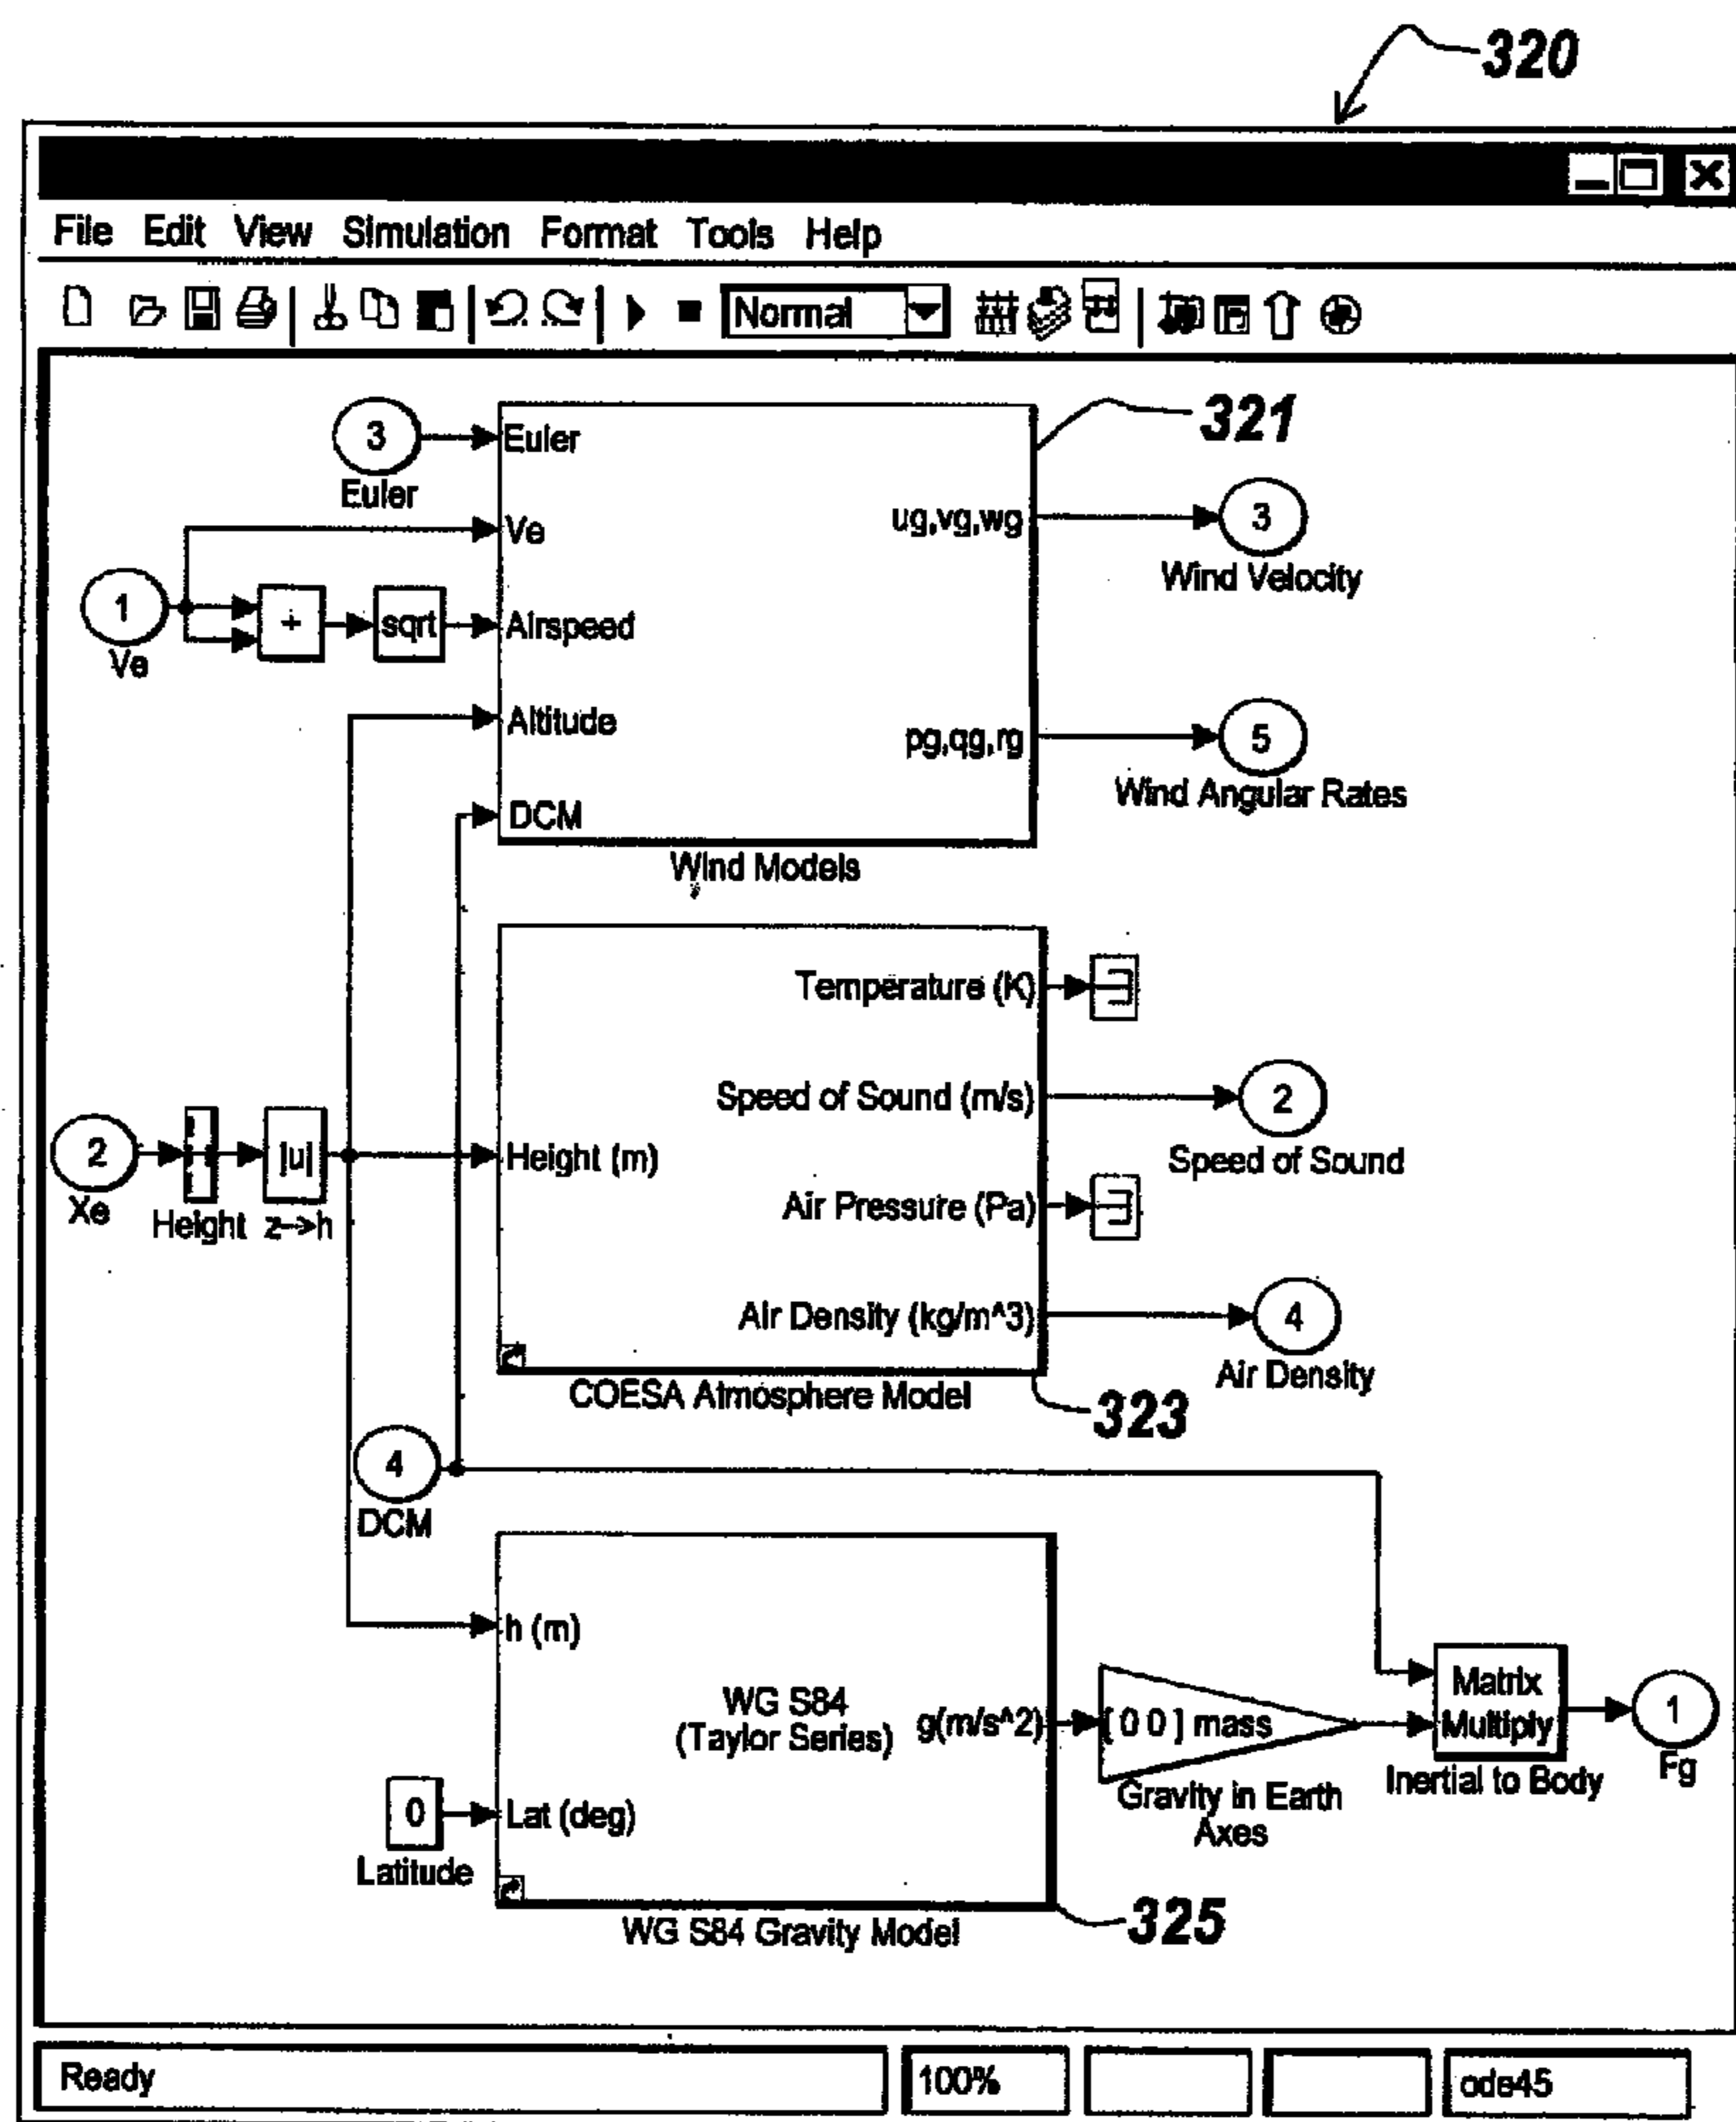 320
File Edit View Simulation Format Tools Help
Normal
321
3
Euler
Euler
Ve
ug,vg,wg
3
Wind Velocity
1
Ve
+
sqrt
Airspeed
Altitude
pg,qg,rg
5
Wind Angular Rates
DCM
Wind Models
Temperature (K)
Speed of Sound (m/s)
2
Speed of Sound
2
Xe
Height
|u|
z-->h
Height (m)
Air Pressure (Pa)
Air Density (kg/m^3)
4
Air Density
COESA Atmosphere Model
323
4
DCM
h (m)
WG S84
(Taylor Series)
g(m/s^2)
[ 0 0 ] mass
Gravity in Earth
Axes
Matrix
Multiply
Inertial to Body
1
Fg
0
Latitude
Lat (deg)
WG S84 Gravity Model
325
Ready
100%
ode45